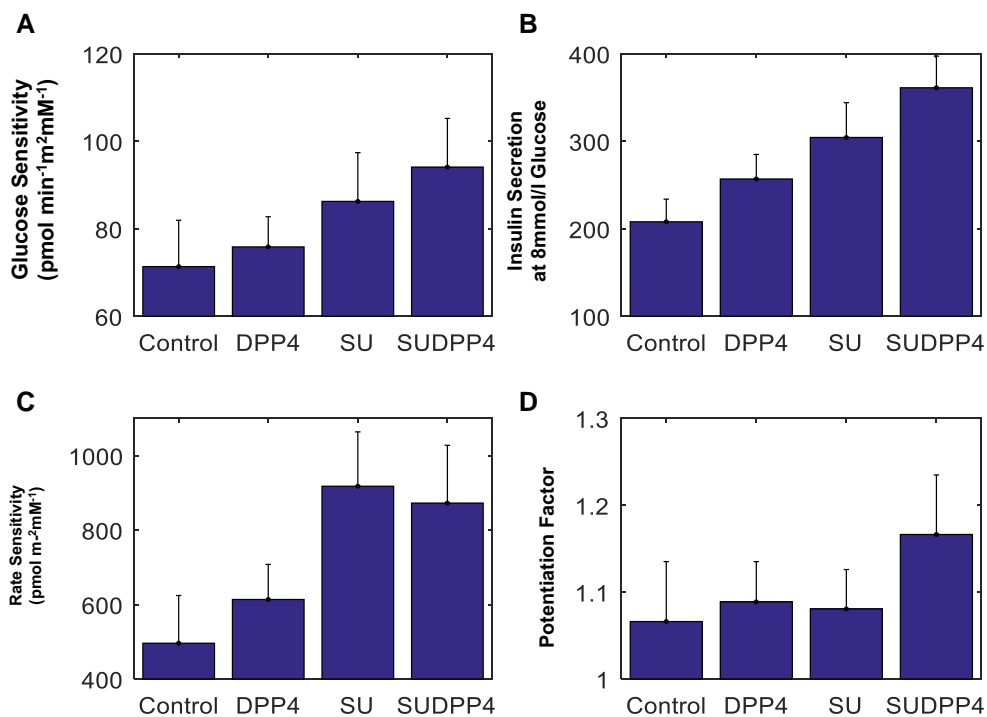 A
Glucose Sensitivity
(pmol min-1m2mM-1)
120
100
80
60
Control DPP4 SU SUDPP4
B
Insulin Secretion
at 8mmol/l Glucose
400
300
200
100
Control DPP4 SU SUDPP4
C
Rate Sensitivity
(pmol m-2mM-1)
1000
800
600
400
Control DPP4 SU SUDPP4
D
Potentiation Factor
1.3
1.2
1.1
1
Control DPP4 SU SUDPP4